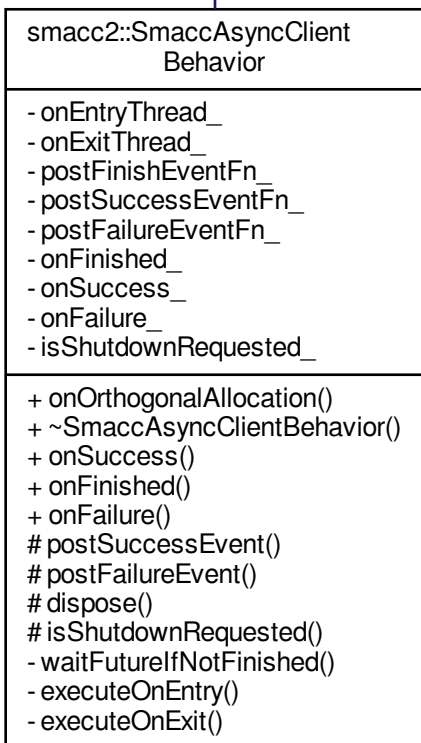 smacc2::SmaccAsyncClient
Behavior
- onEntryThread_
- onExitThread_
- postFinishEventFn_
- postSuccessEventFn_
- postFailureEventFn_
- onFinished_
- onSuccess_
- onFailure_
- isShutdownRequested_
+ onOrthogonalAllocation()
+ ~SmaccAsyncClientBehavior()
+ onSuccess()
+ onFinished()
+ onFailure()
# postSuccessEvent()
# postFailureEvent()
# dispose()
# isShutdownRequested()
- waitFutureIfNotFinished()
- executeOnEntry()
- executeOnExit()